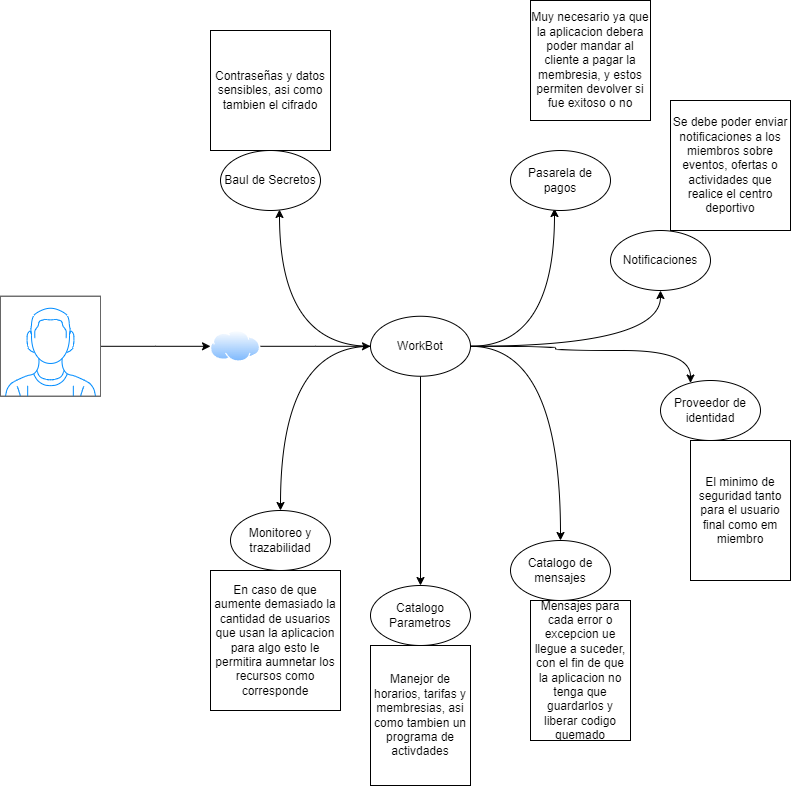 Muy necesario ya que
la aplicacion debera
poder mandar al
cliente a pagar la
membresia, y estos
permiten devolver si
fue exitoso o no
Contraseñas y datos
sensibles, asi como
tambien el cifrado
Se debe poder enviar
notificaciones a los
miembros sobre
eventos, ofertas o
actividades que
realice el centro
deportivo
Baul de Secretos
Pasarela de
pagos
Notificaciones
WorkBot
Proveedor de
identidad
El minimo de
seguridad tanto
para el usuario
final como em
miembro
Monitoreo y
trazabilidad
Catalogo de
mensajes
En caso de que
aumente demasiado la
cantidad de usuarios
que usan la aplicacion
para algo esto le
permitira aumnetar los
recursos como
corresponde
Catalogo
Parametros
Mensajes para
cada error o
excepcion ue
llegue a suceder,
con el fin de que
la aplicacion no
tenga que
guardarlos y
liberar codigo
quemado
Manejor de
horarios, tarifas y
membresias, asi
como tambien un
programa de
activdades